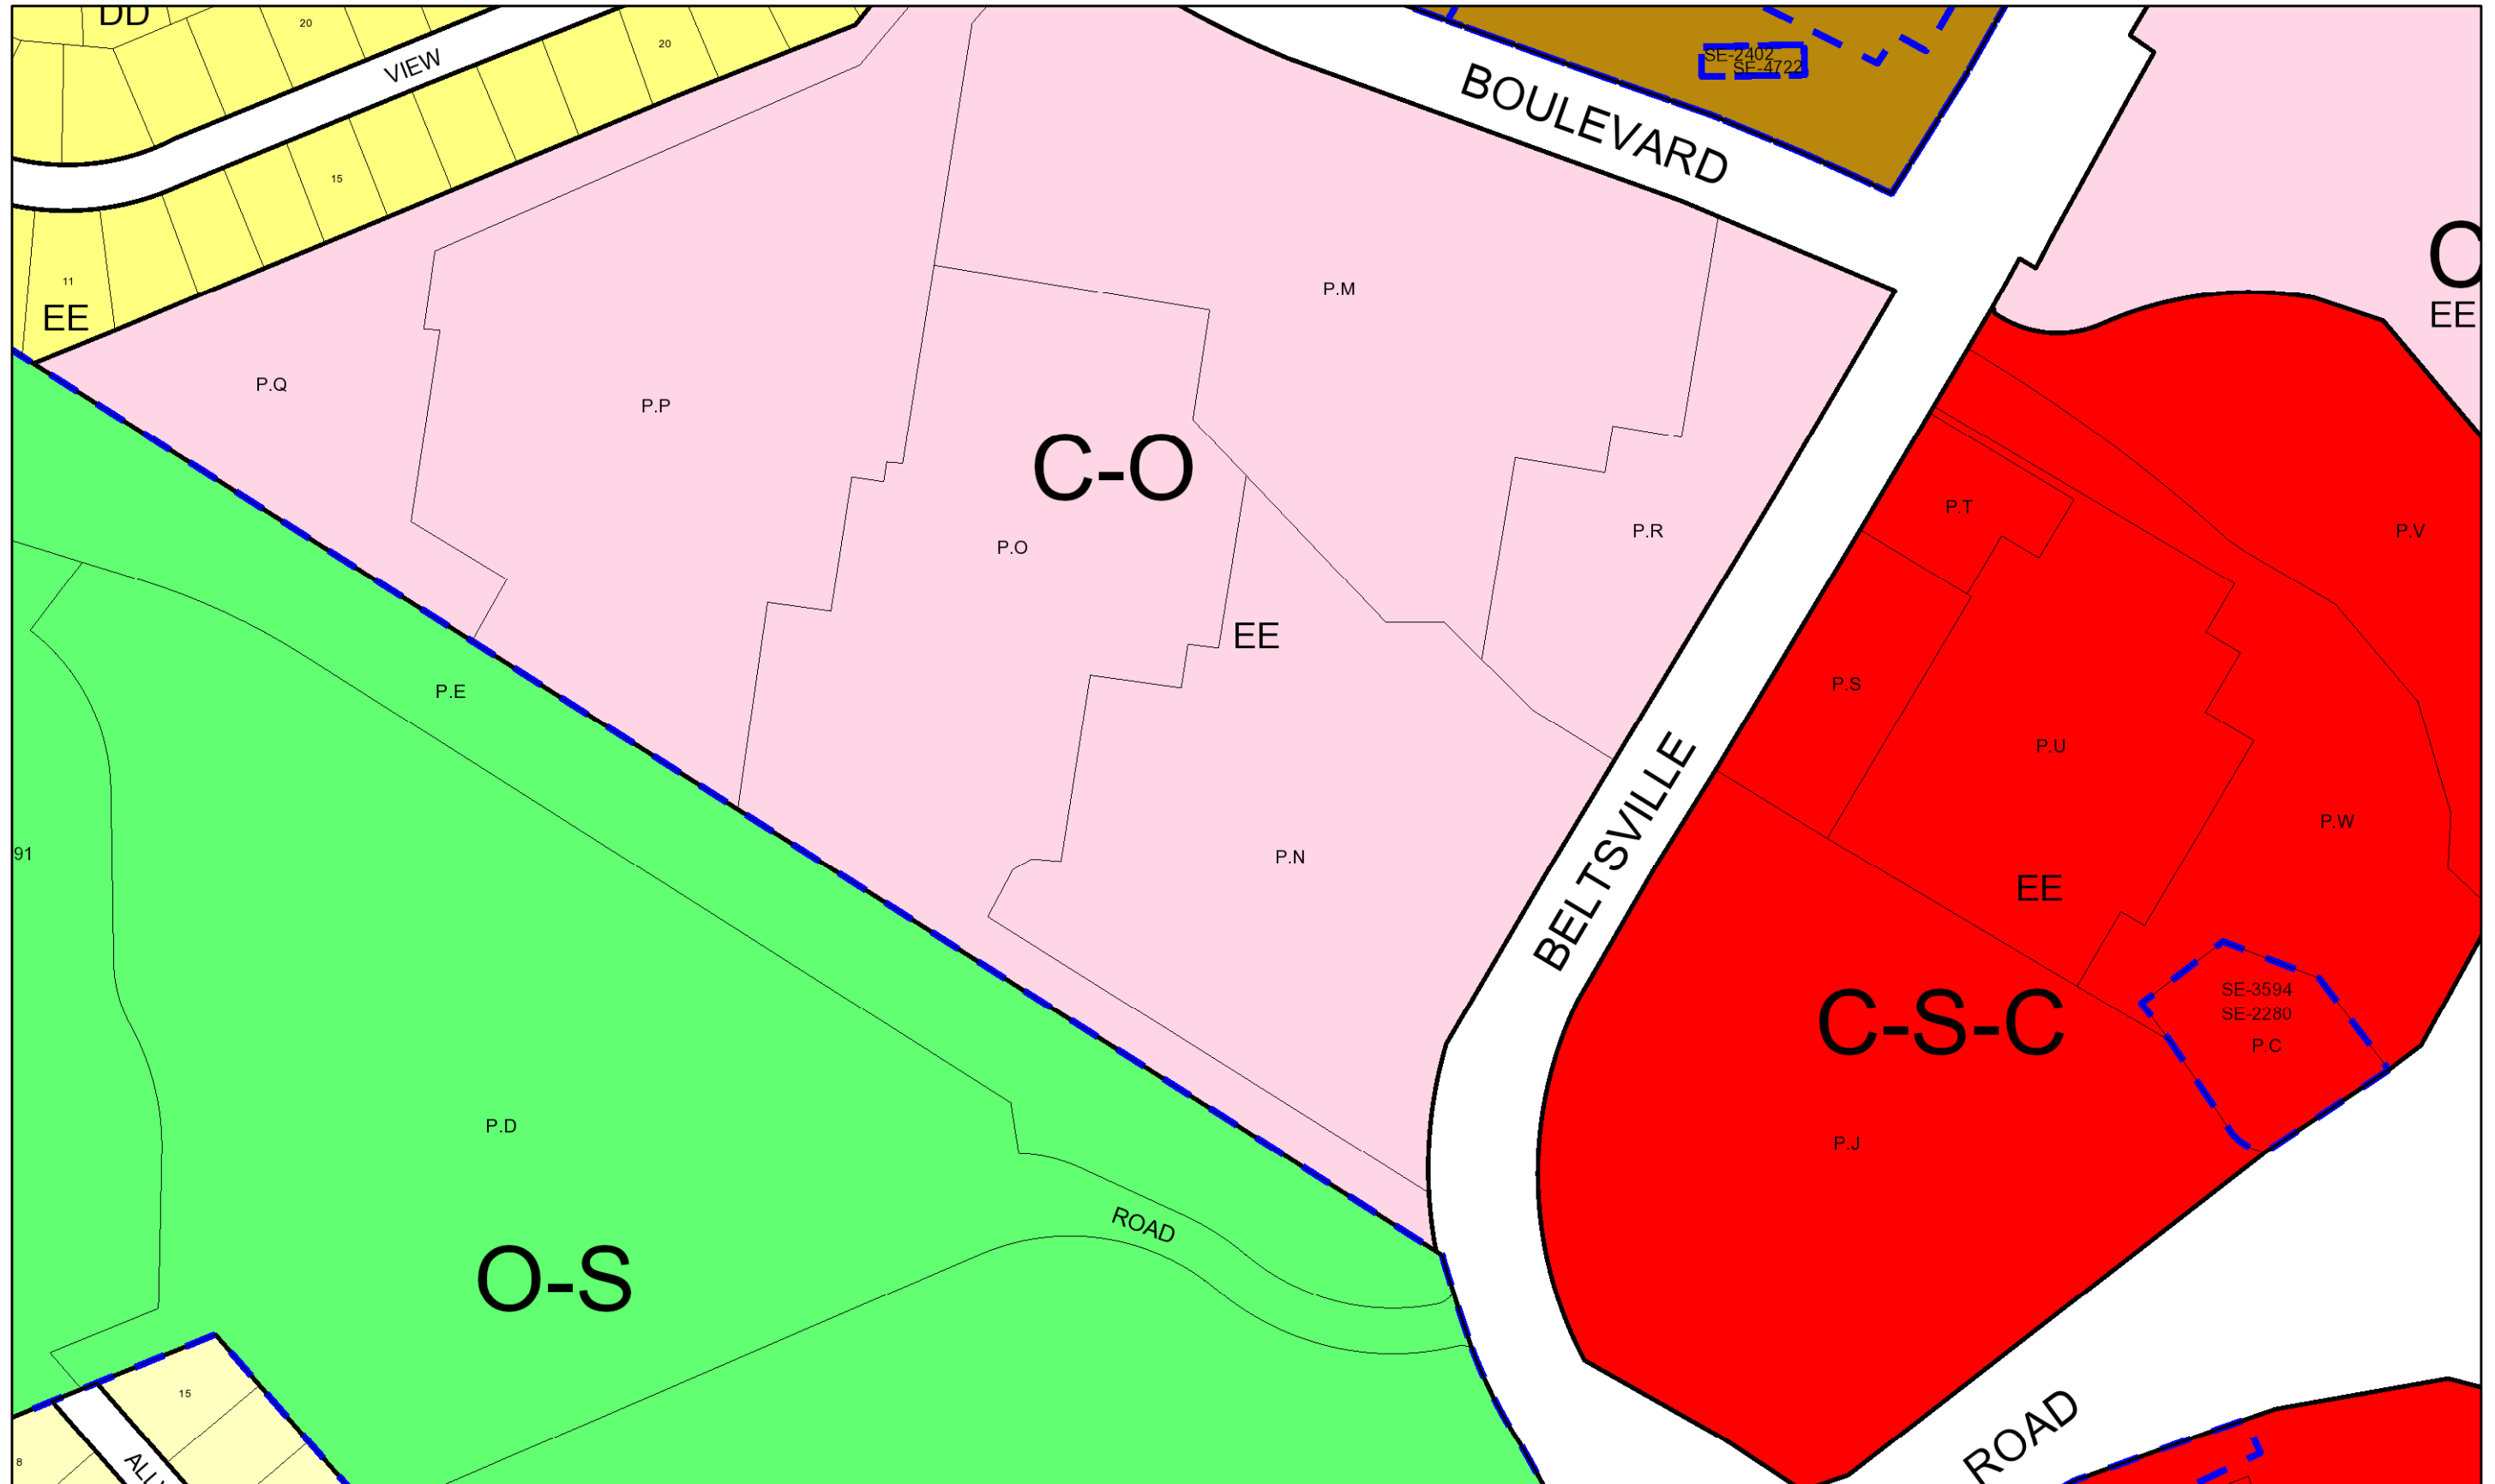 DD
20
VIEW
20
SE-2402
SE-4722
BOULEVARD
15
11
EE
P.M
C
EE
P.Q
P.P
C-O
P.O
P.R
P.T
P.V
EE
P.E
P.S
P.U
BELTSVILLE
P.W
91
P.N
EE
C-S-C
SE-3594
SE-2280
P.C
P.D
P.J
ROAD
O-S
15
ROAD
8